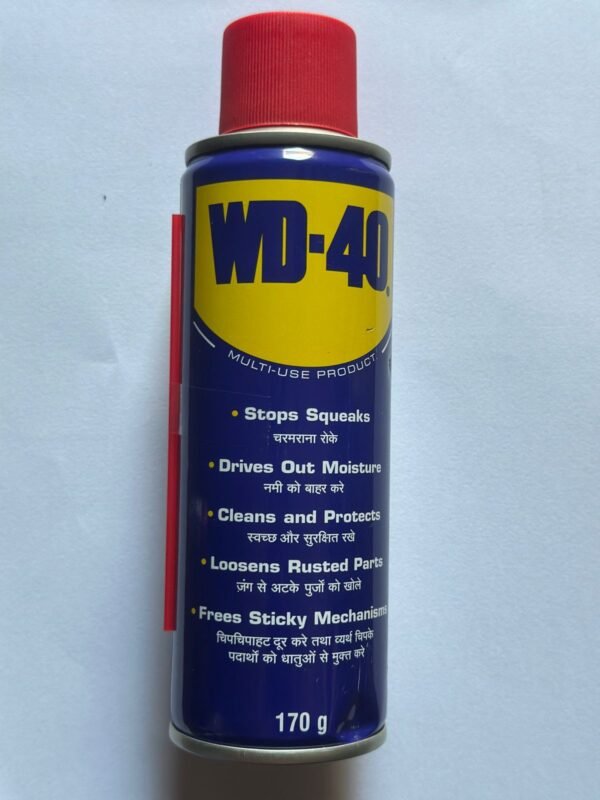 WD-40
MULTI-USE PRODUCT
• Stops Squeaks
चरमराना रोके
• Drives Out Moisture
नमी को बाहर करे
• Cleans and Protects
स्वच्छ और सुरक्षित रखे
• Loosens Rusted Parts
ज़ंग से अटके पुर्जों को खोले
• Frees Sticky Mechanisms
चिपचिपाहट दूर करे तथा व्यर्थ चिपके
पदार्थों को धातुओं से मुक्त करे
170 g